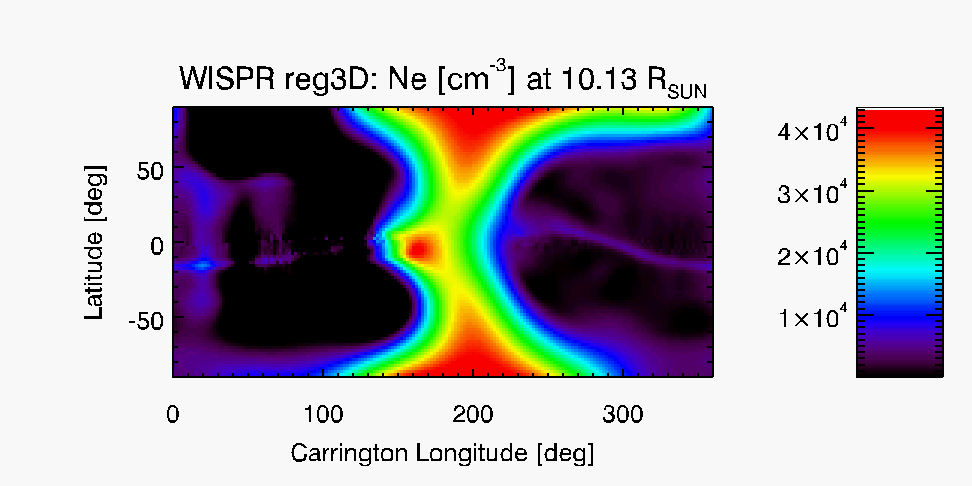 WISPR reg3D: Ne [cm⁻³] at 10.13 R_SUN
4×10⁴
3×10⁴
2×10⁴
1×10⁴
50
0
-50
Latitude [deg]
0 100 200 300
Carrington Longitude [deg]